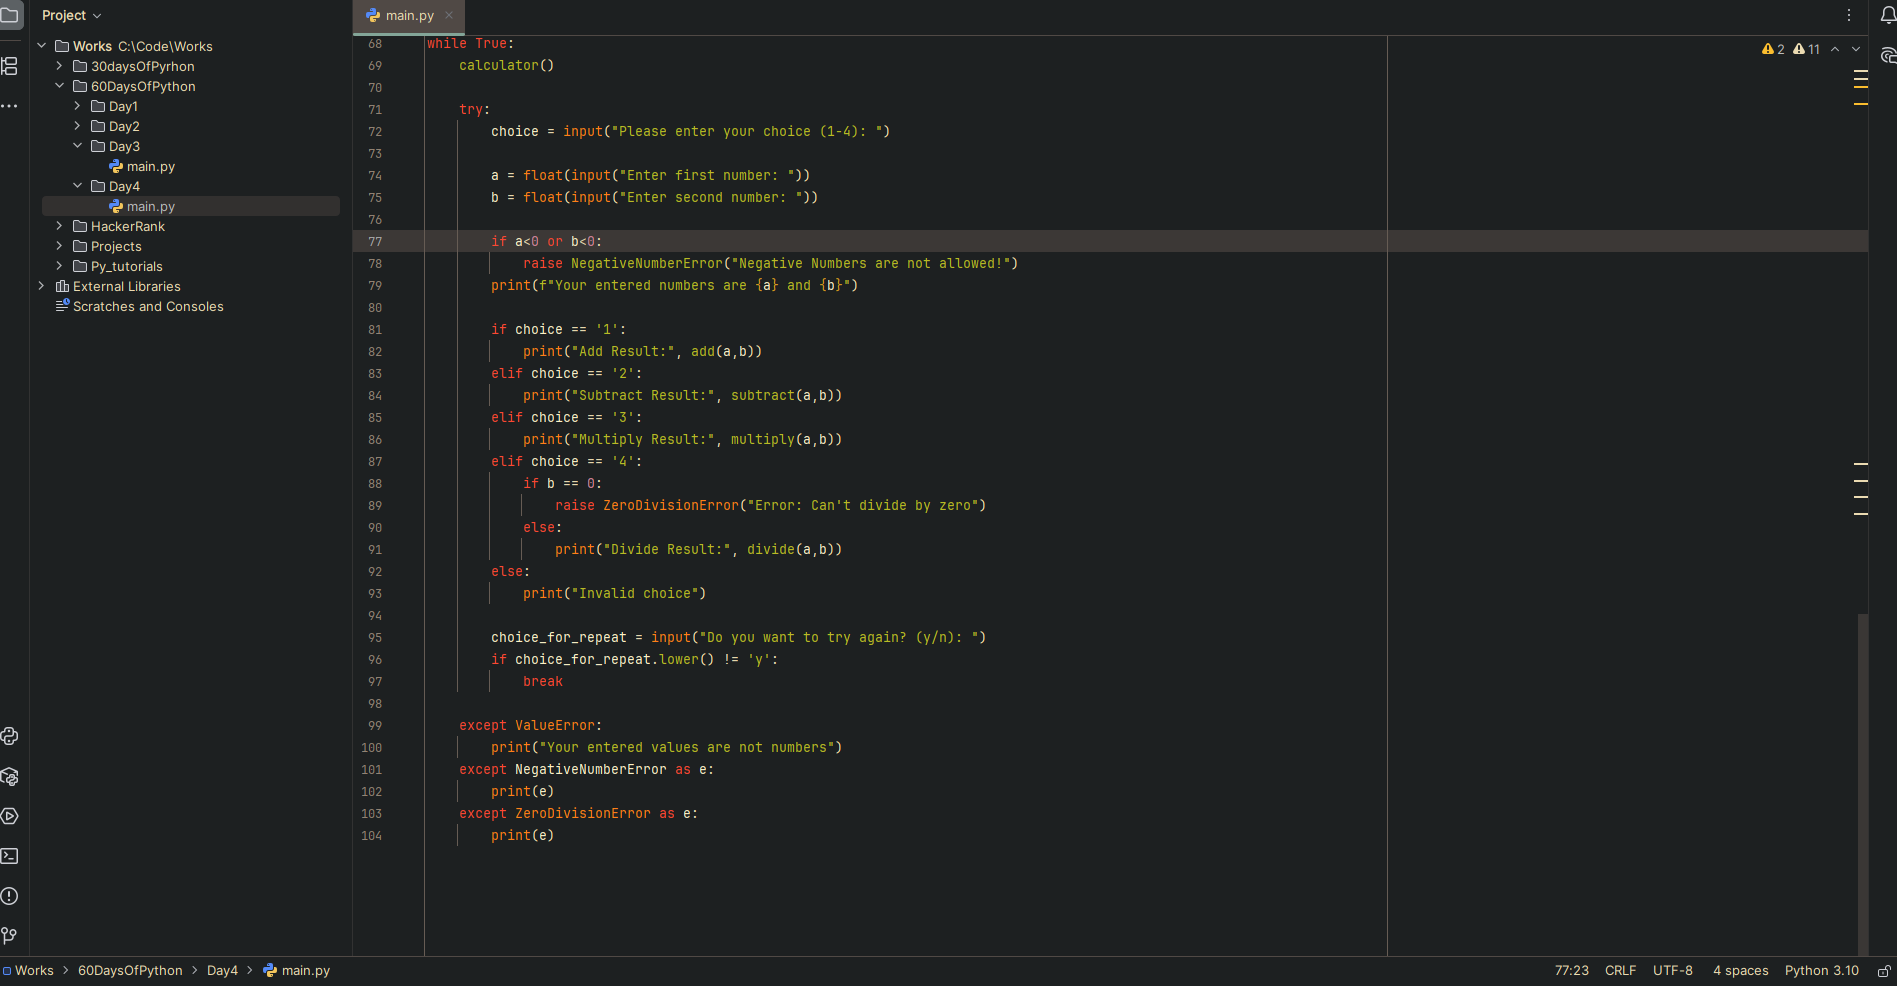 Project
main.py
Works C:\Code\Works
30daysOfPyrhon
60DaysOfPython
Day1
Day2
Day3
main.py
Day4
main.py
HackerRank
Projects
Py_tutorials
External Libraries
Scratches and Consoles
2 11
68 while True:
69 calculator()
70
71 try:
72 choice = input("Please enter your choice (1-4): ")
73
74 a = float(input("Enter first number: "))
75 b = float(input("Enter second number: "))
76
77 if a<0 or b<0:
78 raise NegativeNumberError("Negative Numbers are not allowed!")
79 print(f"Your entered numbers are {a} and {b}")
80
81 if choice == '1':
82 print("Add Result:", add(a,b))
83 elif choice == '2':
84 print("Subtract Result:", subtract(a,b))
85 elif choice == '3':
86 print("Multiply Result:", multiply(a,b))
87 elif choice == '4':
88 if b == 0:
89 raise ZeroDivisionError("Error: Can't divide by zero")
90 else:
91 print("Divide Result:", divide(a,b))
92 else:
93 print("Invalid choice")
94
95 choice_for_repeat = input("Do you want to try again? (y/n): ")
96 if choice_for_repeat.lower() != 'y':
97 break
98
99 except ValueError:
100 print("Your entered values are not numbers")
101 except NegativeNumberError as e:
102 print(e)
103 except ZeroDivisionError as e:
104 print(e)
Works > 60DaysOfPython > Day4 > main.py
77:23 CRLF UTF-8 4 spaces Python 3.10